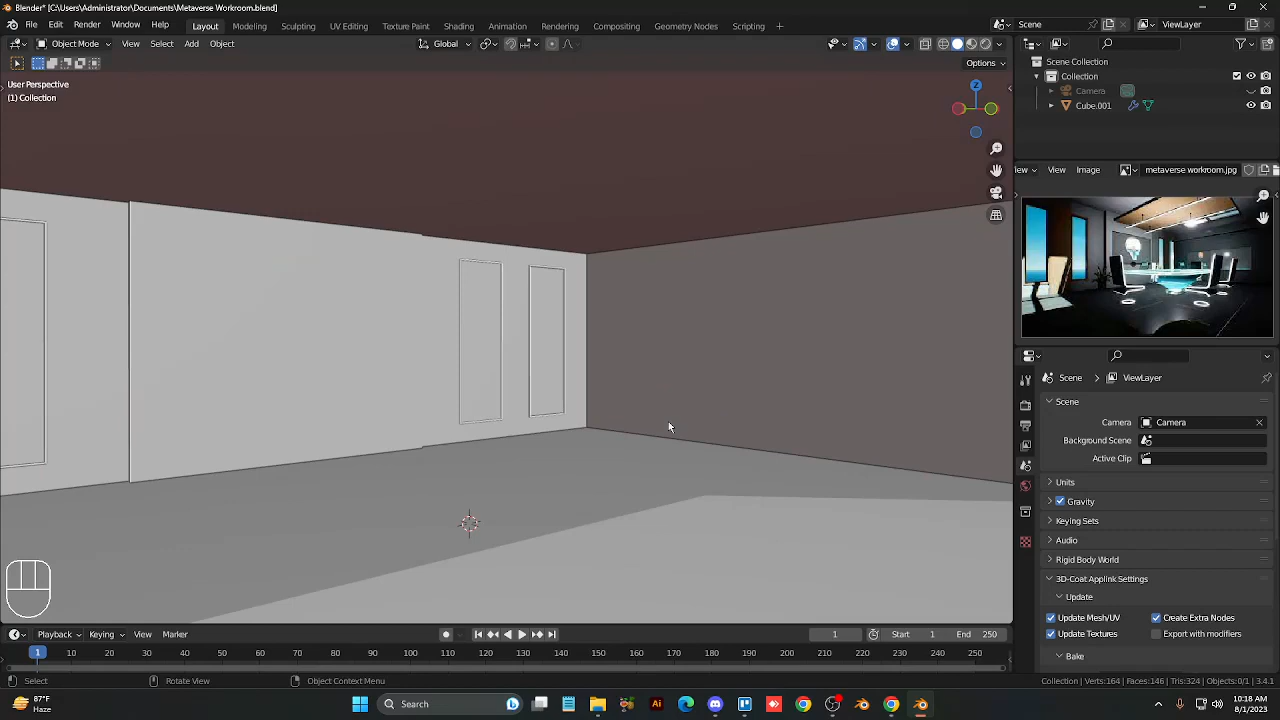 Blender* [C:\Users\Administrator\Documents\Metaverse Workroom.blend]
File Edit Render Window Help Layout Modeling Sculpting UV Editing Texture Paint Shading Animation Rendering Compositing Geometry Nodes Scripting + Scene ViewLayer
Object Mode View Select Add Object Global
Options
User Perspective
(1) Collection
Z
Scene Collection
Collection
Camera
Cube.001
View Image metaverse workroom.jpg
Scene ViewLayer
Scene
Camera Camera
Background Scene
Active Clip
Units
Gravity
Keying Sets
Audio
Rigid Body World
3D-Coat Applink Settings
Update
Update Mesh/UV Create Extra Nodes
Update Textures Export with modifiers
Bake
Playback Keying View Marker 1 Start 1 End 250
1 10 20 30 40 50 60 70 80 90 100 110 120 130 140 150 160 170 180 190 200 210 220 230 240 250
Select Rotate View Object Context Menu Collection | Verts:164 | Faces:146 | Tris:324 | Objects:0/1 | 3.4.1
87°F
Haze
Search
10:18 AM
8/1/2023